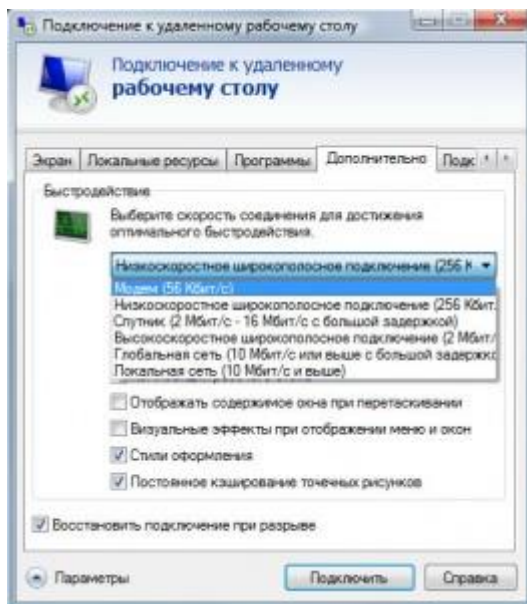 Подключение к удаленному рабочему столу
Подключение к удаленному
рабочему столу
Экран Локальные ресурсы Программы Дополнительно Подк
Быстродействие
Выберите скорость соединения для достижения
оптимального быстродействия.
Низкоскоростное широкополосное подключение (256 К
Модем (56 Кбит/с)
Низкоскоростное широкополосное подключение (256 Кбит.
Спутник (2 Мбит/с - 16 Мбит/с с большой задержкой)
Высокоскоростное широкополосное подключение (2 Мбит/
Глобальная сеть (10 Мбит/с или выше с большой задержкс
Локальная сеть (10 Мбит/с и выше)
Отображать содержимое окна при перетаскивании
Визуальные эффекты при отображении меню и окон
Стили оформления
Постоянное кэширование точечных рисунков
Восстановить подключение при разрыве
Параметры Подключить Справка